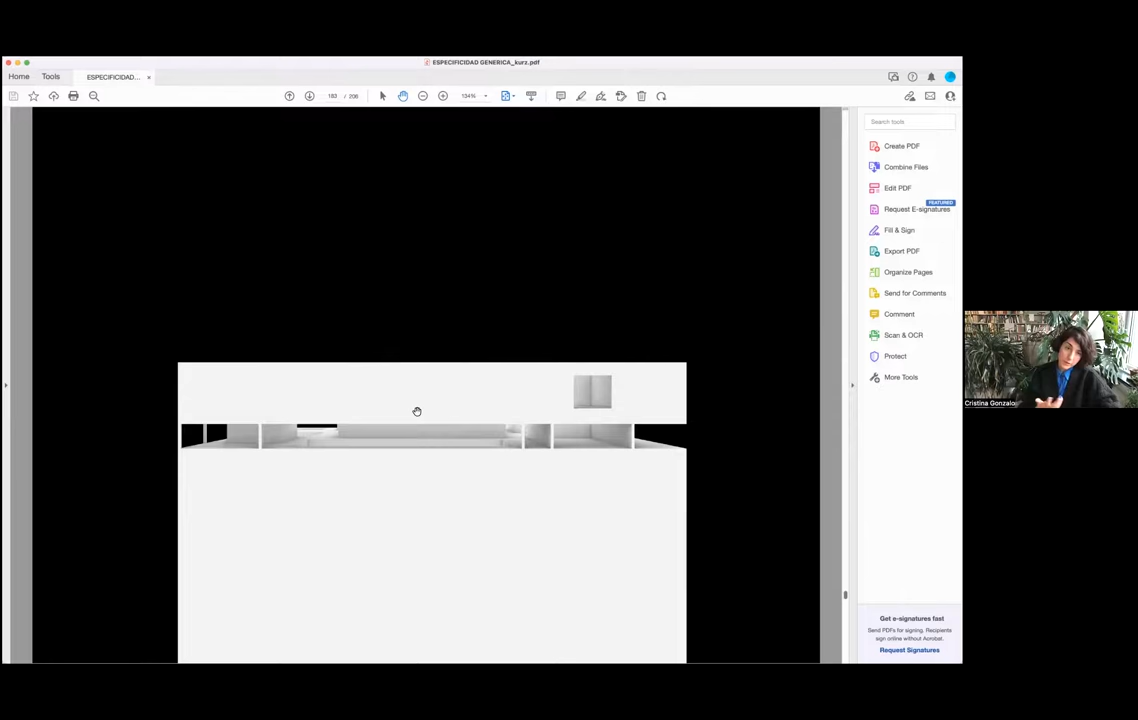 ESPECIFICIDAD GENERICA_kurz.pdf
Home Tools ESPECIFICIDAD... ×
183 / 206 134%
Search tools
Create PDF
Combine Files
Edit PDF
FEATURED
Request E-signatures
Fill & Sign
Export PDF
Organize Pages
Send for Comments
Comment
Scan & OCR
Protect
More Tools
Cristina Gonzalo
Get e-signatures fast
Send PDFs for signing. Recipients
sign online without Acrobat.
Request Signatures